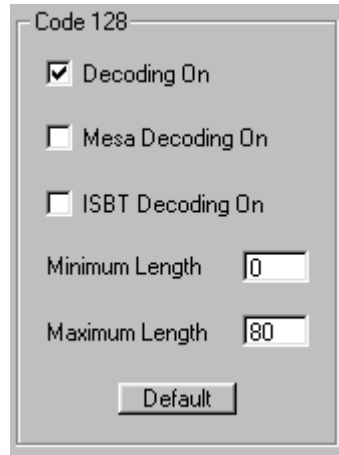 Code 128
Decoding On
Mesa Decoding On
ISBT Decoding On
Minimum Length 0
Maximum Length 80
Default